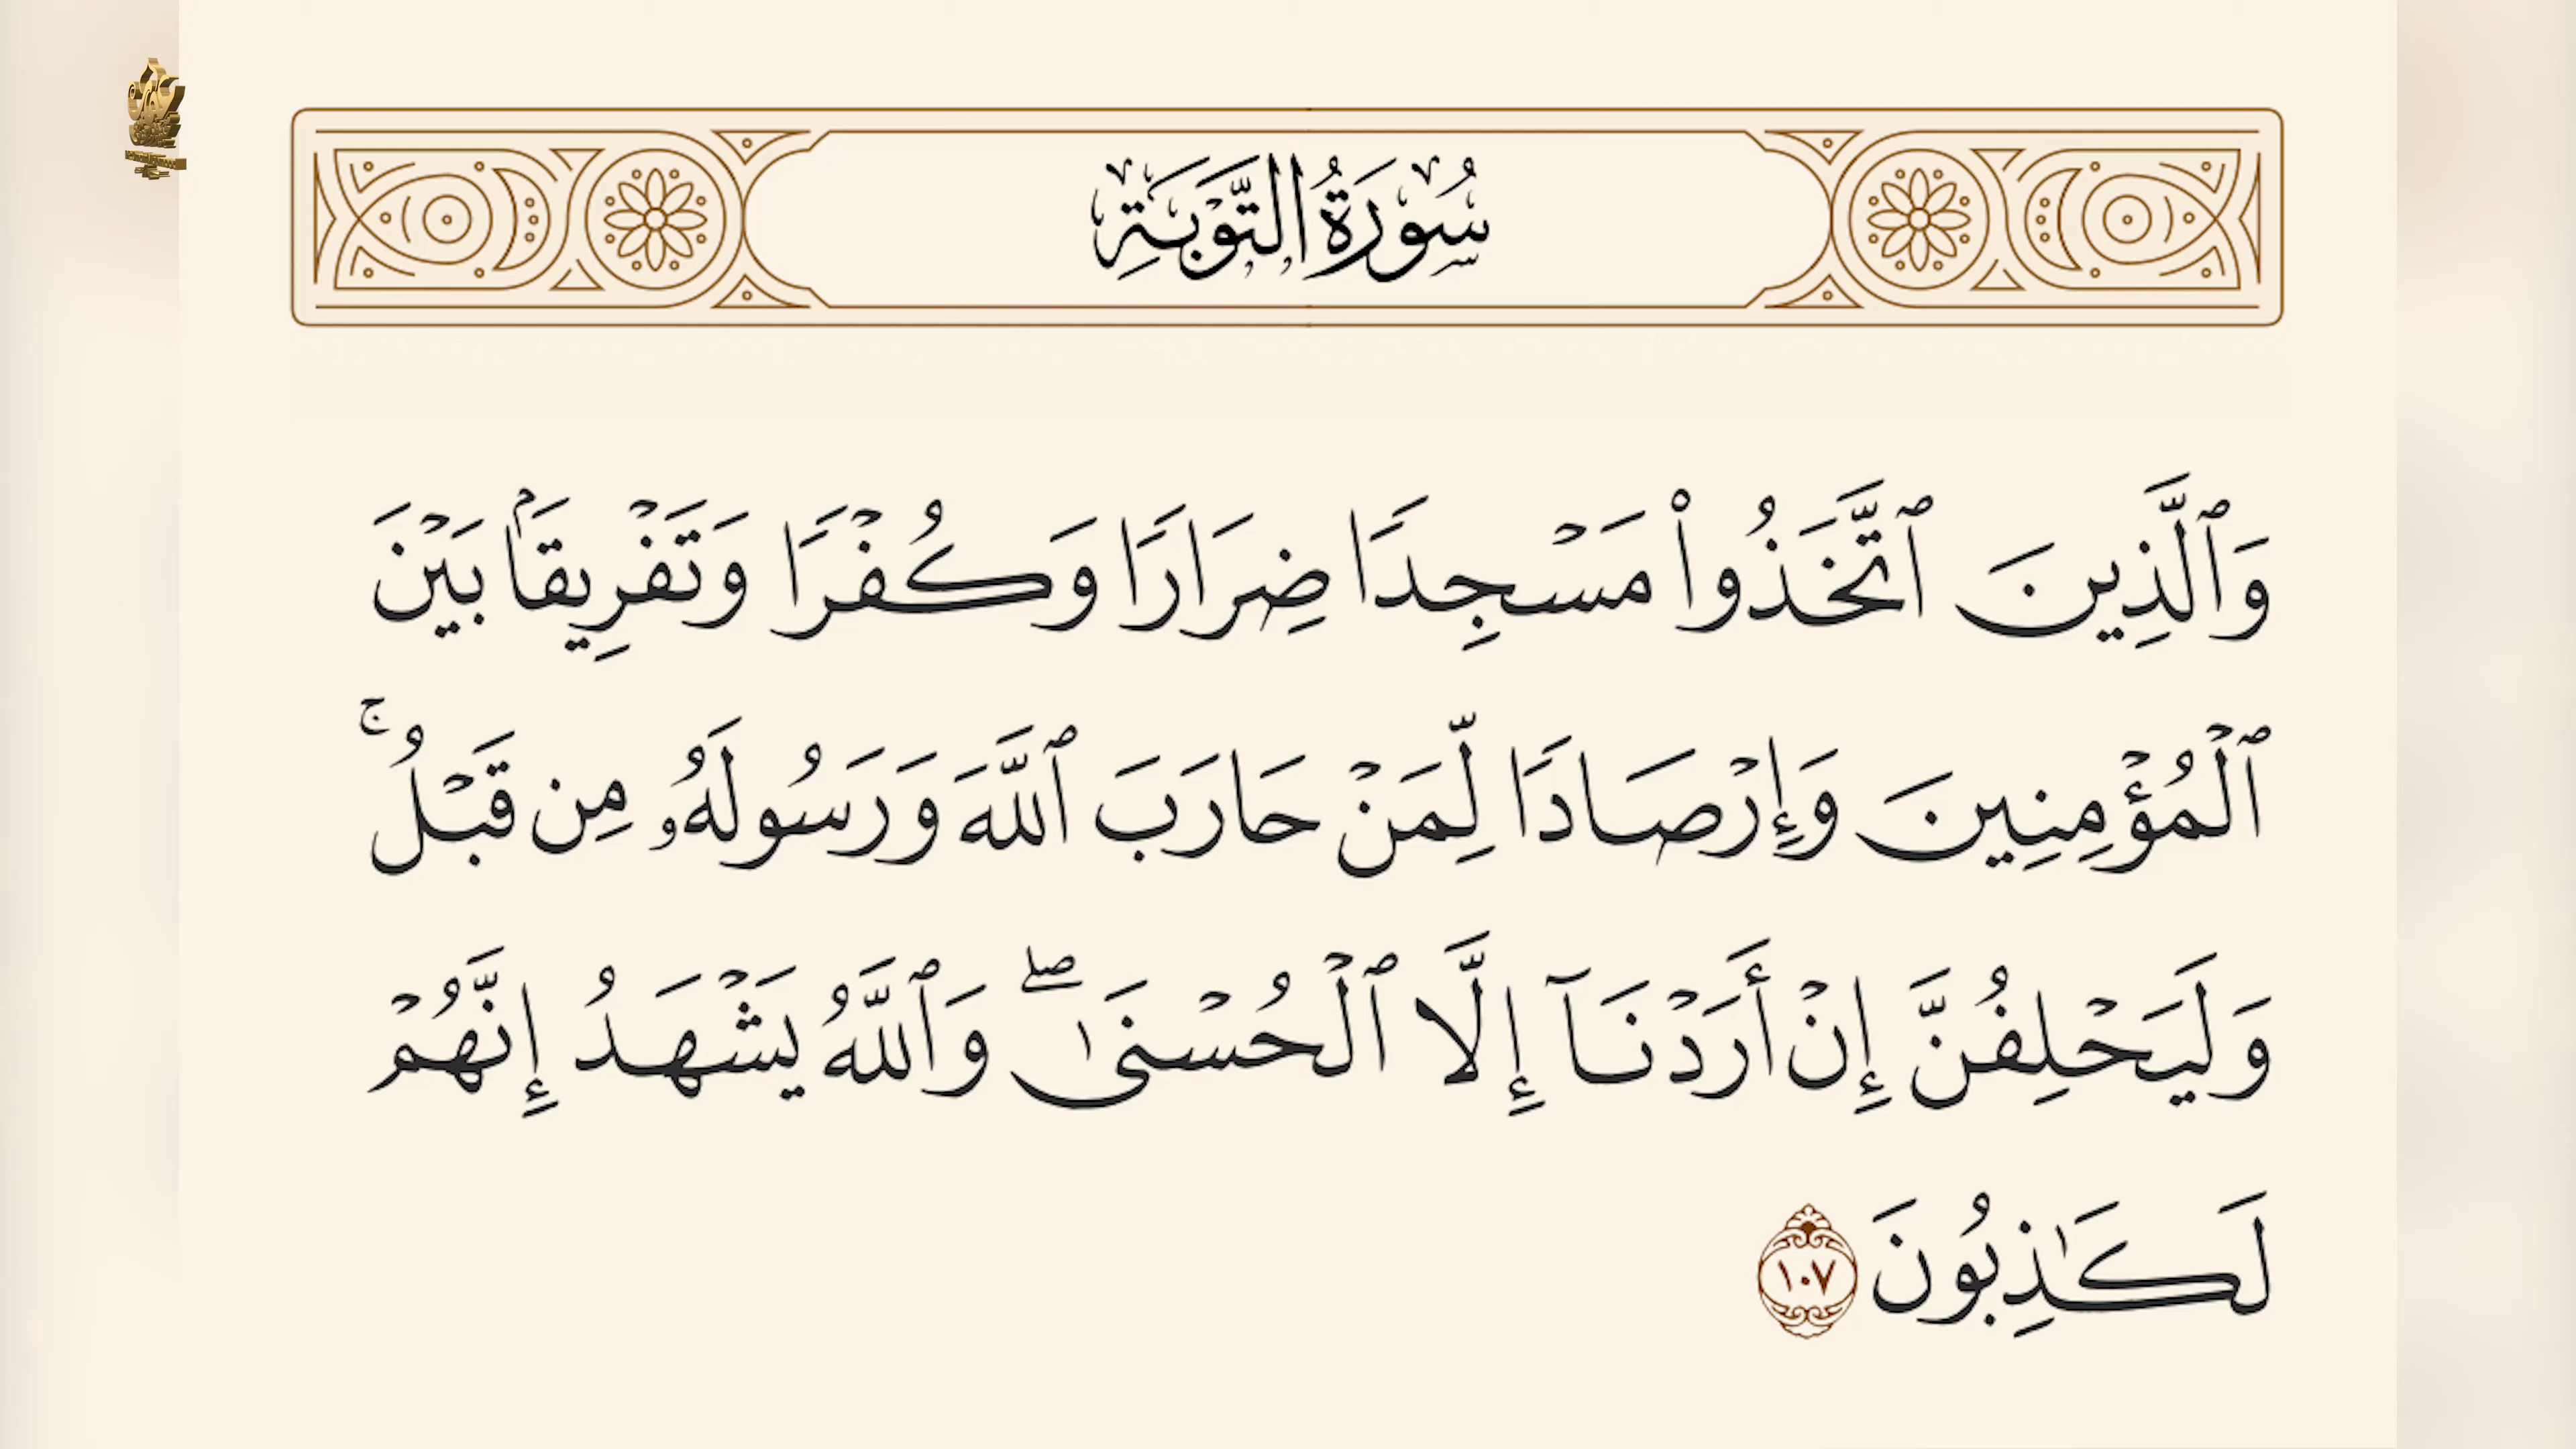 سُورَةُ التَّوۡبَةِ
وَٱلَّذِينَ ٱتَّخَذُواْ مَسۡجِدٗا ضِرَارٗا وَكُفۡرٗا وَتَفۡرِيقَۢا بَيۡنَ
ٱلۡمُؤۡمِنِينَ وَإِرۡصَادٗا لِّمَنۡ حَارَبَ ٱللَّهَ وَرَسُولَهُۥ مِن قَبۡلُۚ
وَلَيَحۡلِفُنَّ إِنۡ أَرَدۡنَآ إِلَّا ٱلۡحُسۡنَىٰۖ وَٱللَّهُ يَشۡهَدُ إِنَّهُمۡ
لَكَٰذِبُونَ ١٠٧